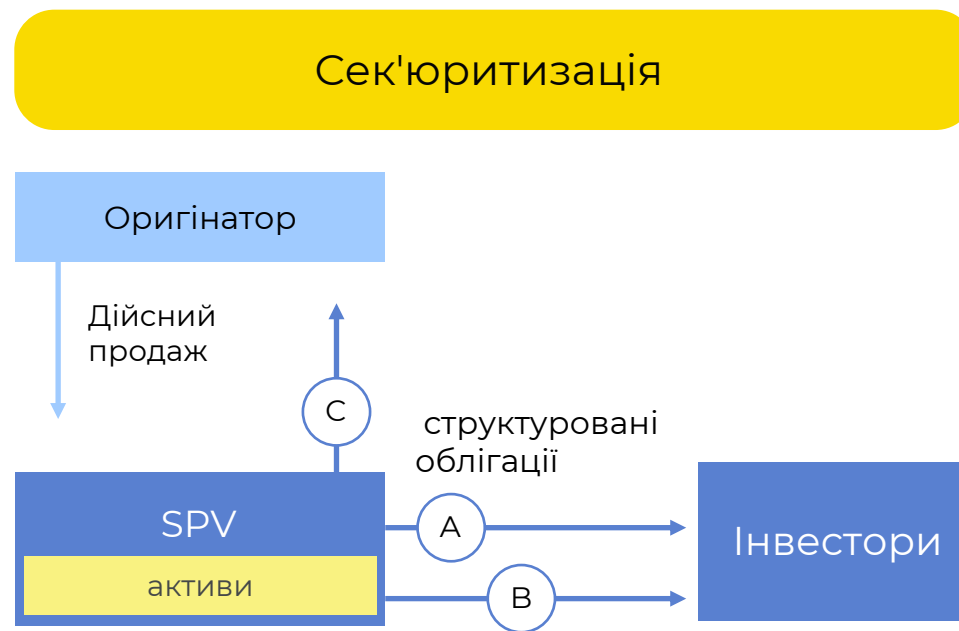 Сек'юритизація
Оригінатор
Дійсний
продаж
C
структуровані
облігації
SPV
A
Інвестори
активи
B